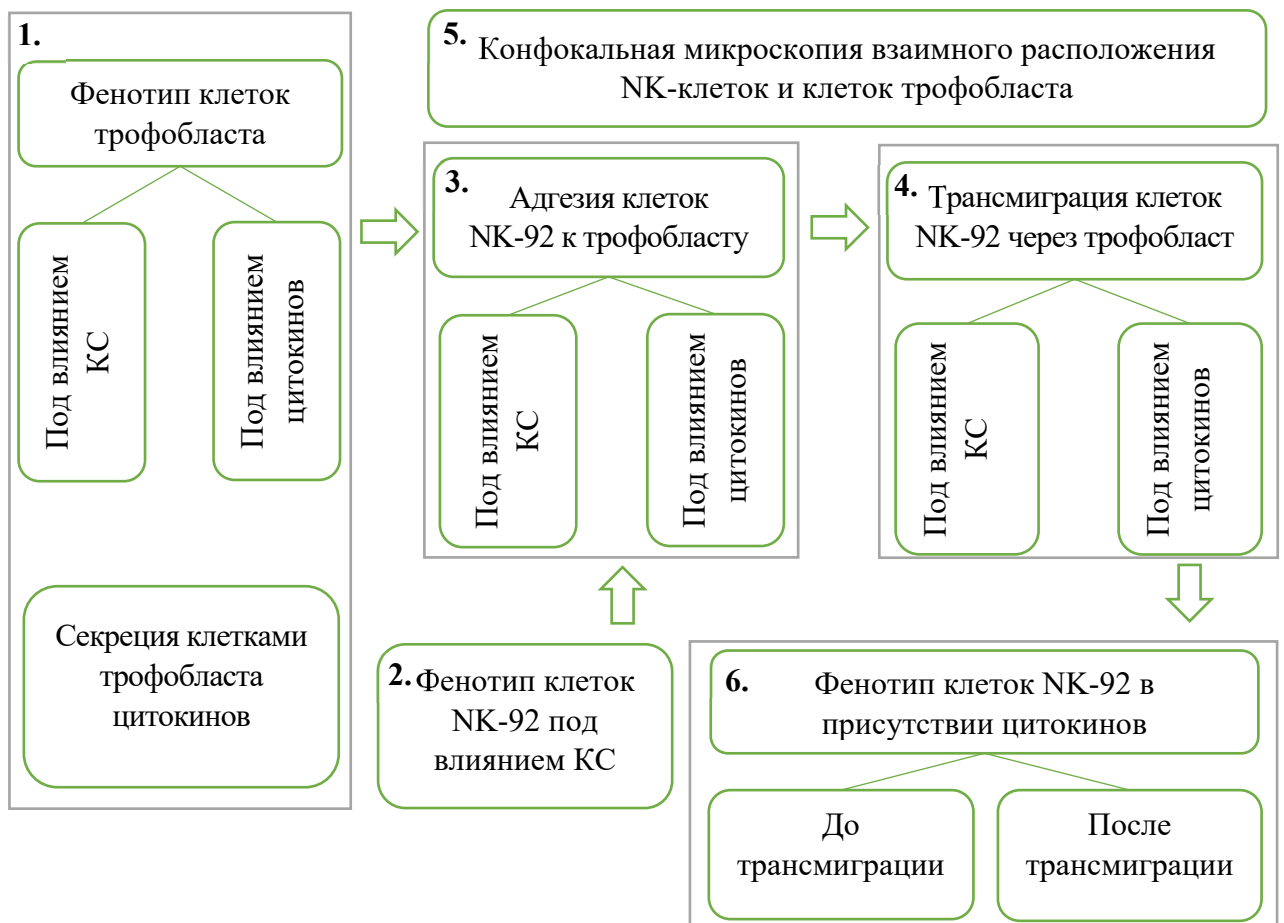 1.
Фенотип клеток
трофобласта
Под влиянием
КС
Под влиянием
цитокинов
Секреция клетками
трофобласта
цитокинов
5. Конфокальная микроскопия взаимного расположения
NK-клеток и клеток трофобласта
3. Адгезия клеток
NK-92 к трофобласту
Под влиянием
КС
Под влиянием
цитокинов
4. Трансмиграция клеток
NK-92 через трофобласт
Под влиянием
КС
Под влиянием
цитокинов
2. Фенотип клеток
NK-92 под
влиянием КС
6. Фенотип клеток NK-92 в
присутствии цитокинов
До
трансмиграции
После
трансмиграции